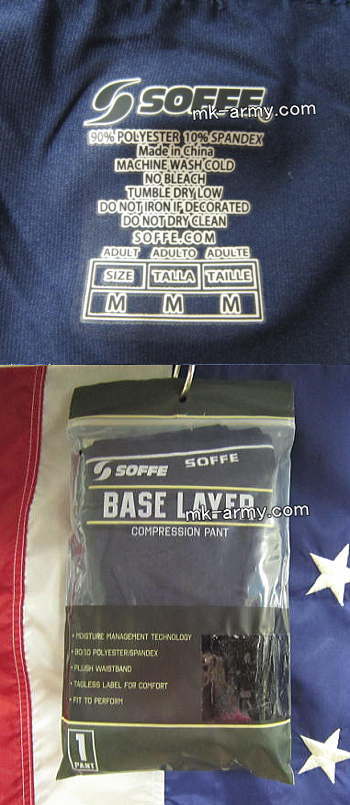 SOFFE
mk-army.com
90% POLYESTER 10% SPANDEX
Made in China
MACHINE WASH COLD
NO BLEACH
TUMBLE DRY LOW
DO NOT IRON IF DECORATED
DO NOT DRY CLEAN
SOFFE.COM
ADULT ADULTO ADULTE
SIZE TALLA TAILLE
M M M
SOFFE SOFFE
BASE LAYER
mk-army.com
COMPRESSION PANT
• MOISTURE MANAGEMENT TECHNOLOGY
• 90/10 POLYESTER/SPANDEX
• PLUSH WAISTBAND
• TAGLESS LABEL FOR COMFORT
• FIT TO PERFORM
1
PANT